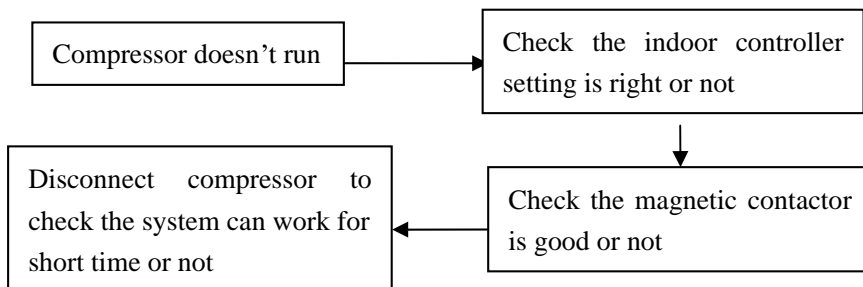 Compressor doesn’t run
Check the indoor controller
setting is right or not
Check the magnetic contactor
is good or not
Disconnect compressor to
check the system can work for
short time or not